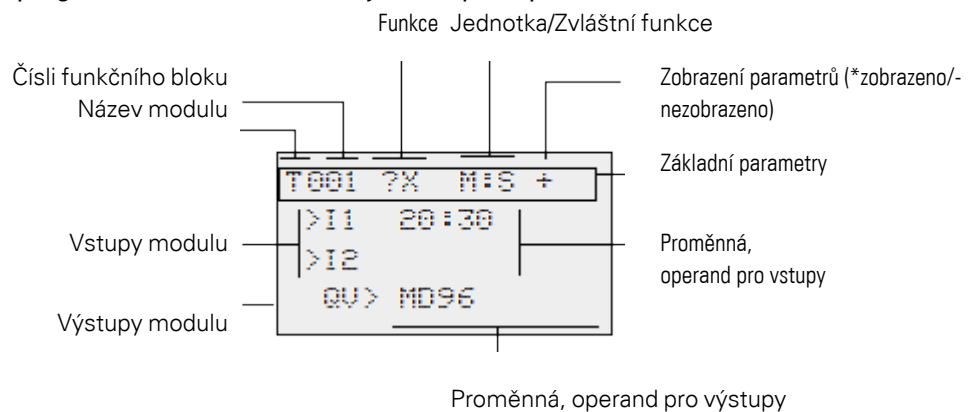 Funkce Jednotka/Zvláštní funkce
Čísli funkčního bloku
Název modulu
Zobrazení parametrů (*zobrazeno/-
nezobrazeno)
Základní parametry
T001 ?X M:S +
>I1 20:30
>I2
QV> MD96
Vstupy modulu
Proměnná,
operand pro vstupy
Výstupy modulu
Proměnná, operand pro výstupy